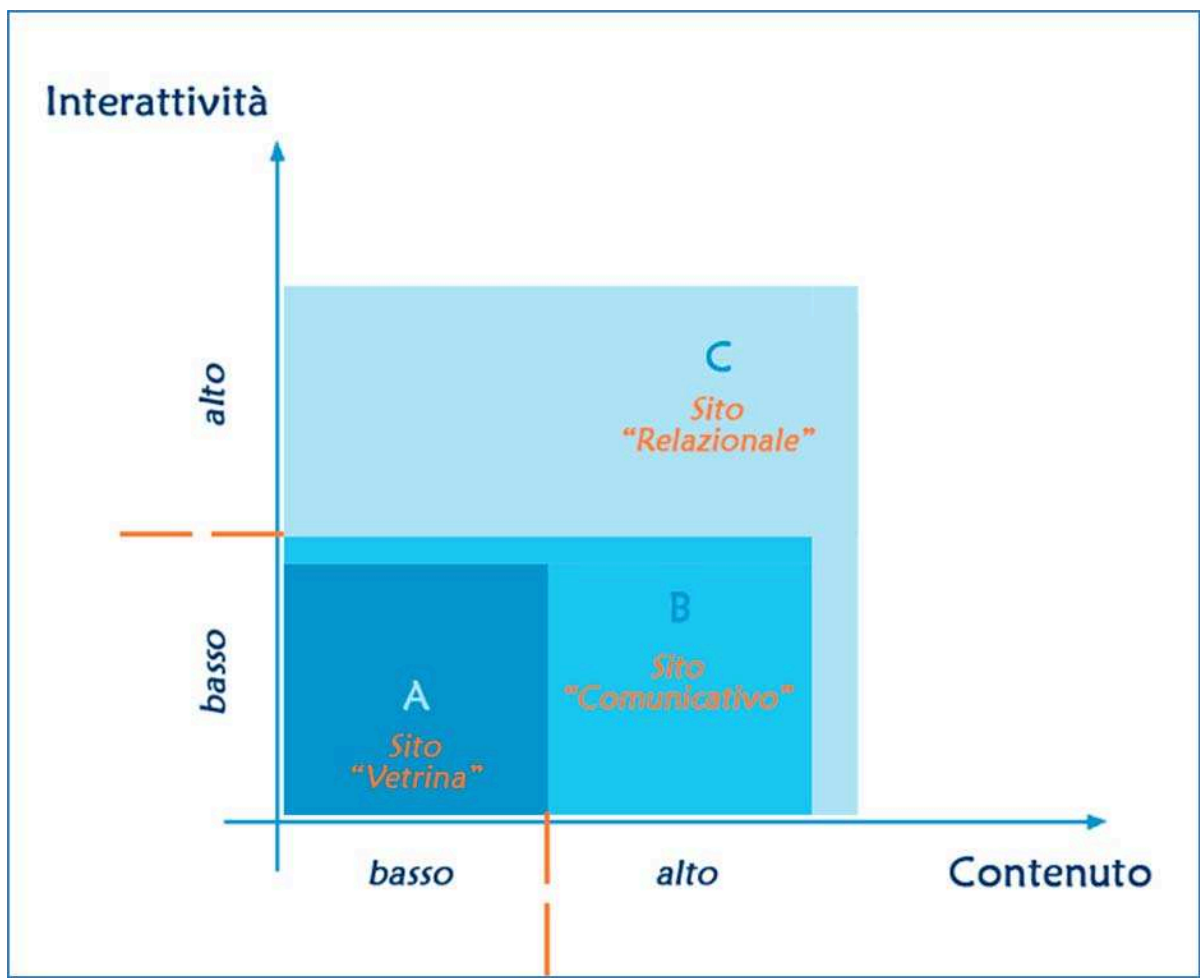 Interattività
alto
C
Sito
“Relazionale”
basso
B
Sito
“Comunicativo”
A
Sito
“Vetrina”
basso
alto
Contenuto